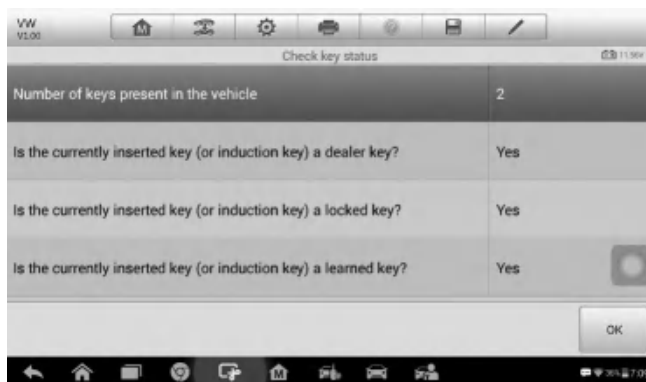 VW
V1.00
Check key status
Number of keys present in the vehicle 2
Is the currently inserted key (or induction key) a dealer key? Yes
Is the currently inserted key (or induction key) a locked key? Yes
Is the currently inserted key (or induction key) a learned key? Yes
OK